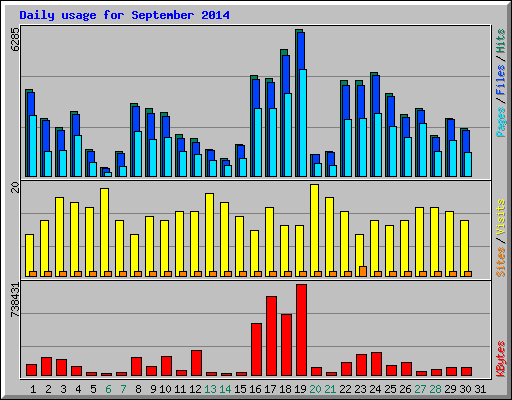 Daily usage for September 2014
6285
Pages / Files / Hits
20
Sites / Visits
738431
KBytes
1 2 3 4 5 6 7 8 9 10 11 12 13 14 15 16 17 18 19 20 21 22 23 24 25 26 27 28 29 30 31